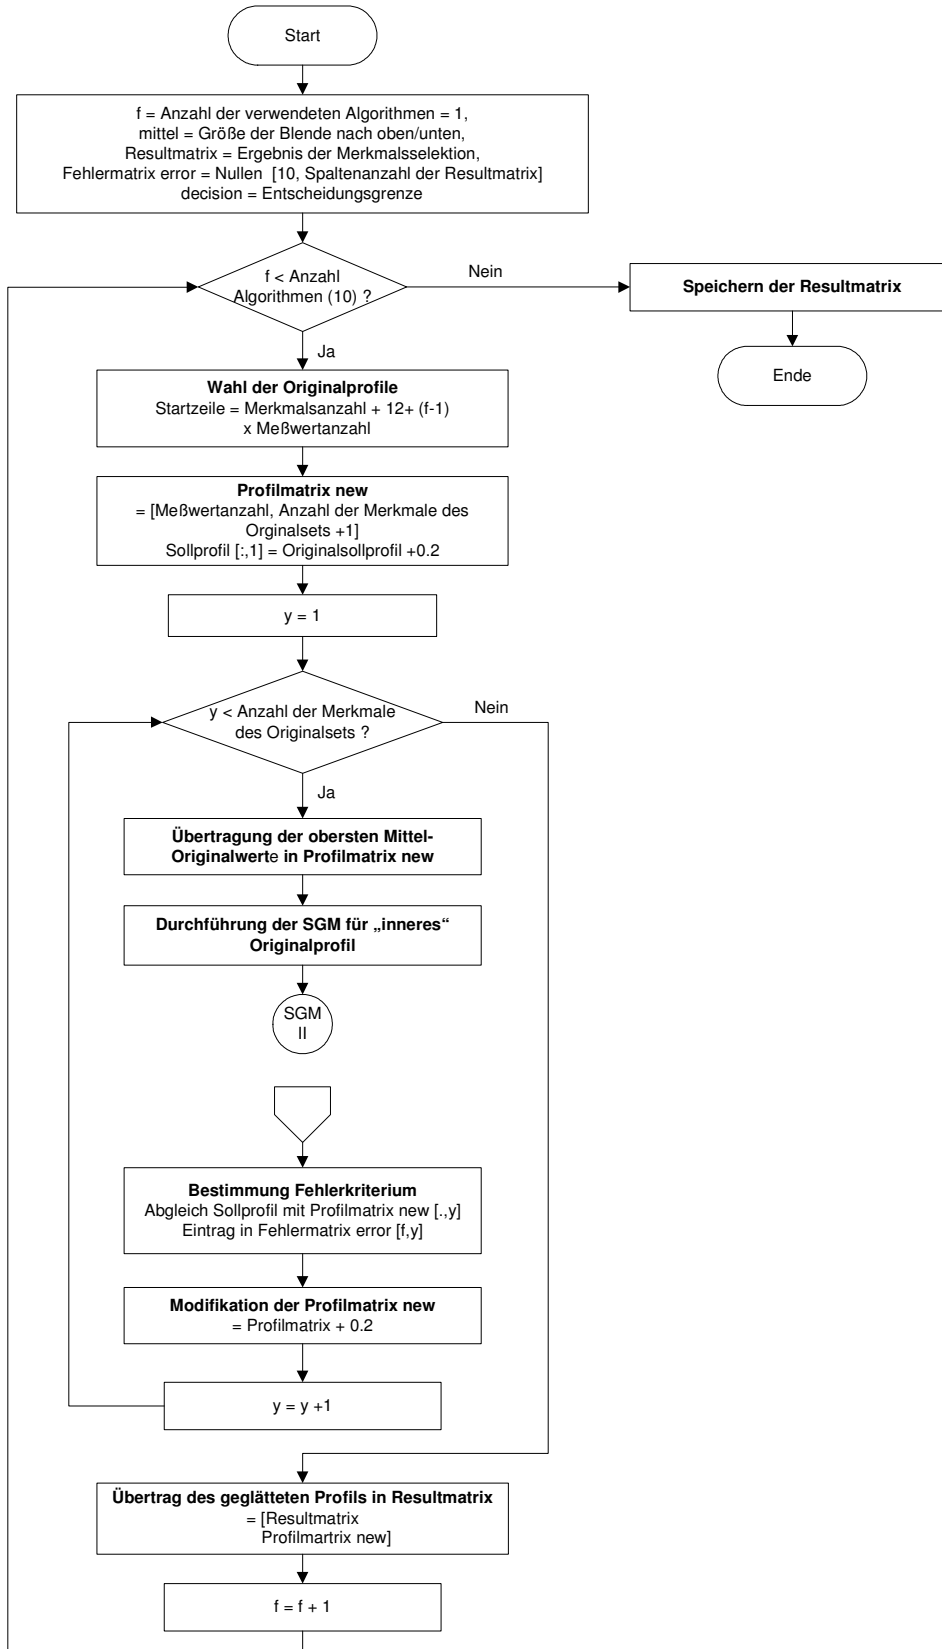 Start
f = Anzahl der verwendeten Algorithmen = 1,
mittel = Größe der Blende nach oben/unten,
Resultmatrix = Ergebnis der Merkmalsselektion,
Fehlermatrix error = Nullen [10, Spaltenanzahl der Resultmatrix]
decision = Entscheidungsgrenze
f < Anzahl
Algorithmen (10) ?
Nein
Speichern der Resultmatrix
Ende
Ja
Wahl der Originalprofile
Startzeile = Merkmalsanzahl + 12+ (f-1)
x Meßwertanzahl
Profilmatrix new
= [Meßwertanzahl, Anzahl der Merkmale des
Orginalsets +1]
Sollprofil [:,1] = Originalsollprofil +0.2
y = 1
y < Anzahl der Merkmale
des Originalsets ?
Nein
Ja
Übertragung der obersten Mittel-
Originalwerte in Profilmatrix new
Durchführung der SGM für „inneres“
Originalprofil
SGM
II
Bestimmung Fehlerkriterium
Abgleich Sollprofil mit Profilmatrix new [.,y]
Eintrag in Fehlermatrix error [f,y]
Modifikation der Profilmatrix new
= Profilmatrix + 0.2
y = y +1
Übertrag des geglätteten Profils in Resultmatrix
= [Resultmatrix
Profilmartrix new]
f = f + 1